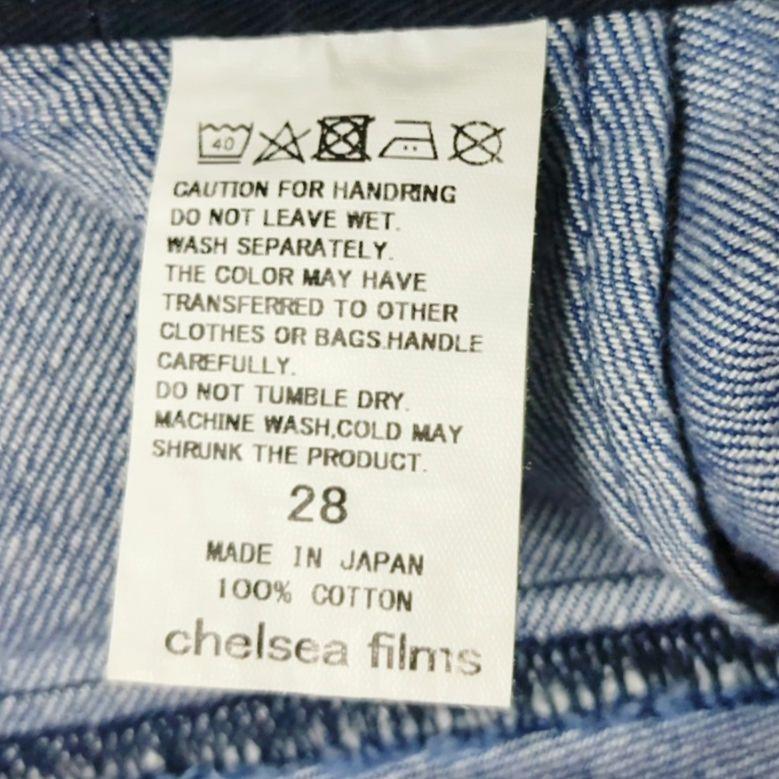 40
CAUTION FOR HANDRING
DO NOT LEAVE WET.
WASH SEPARATELY.
THE COLOR MAY HAVE
TRANSFERRED TO OTHER
CLOTHES OR BAGS.HANDLE
CAREFULLY.
DO NOT TUMBLE DRY.
MACHINE WASH,COLD MAY
SHRUNK THE PRODUCT.
28
MADE IN JAPAN
100% COTTON
chelsea films